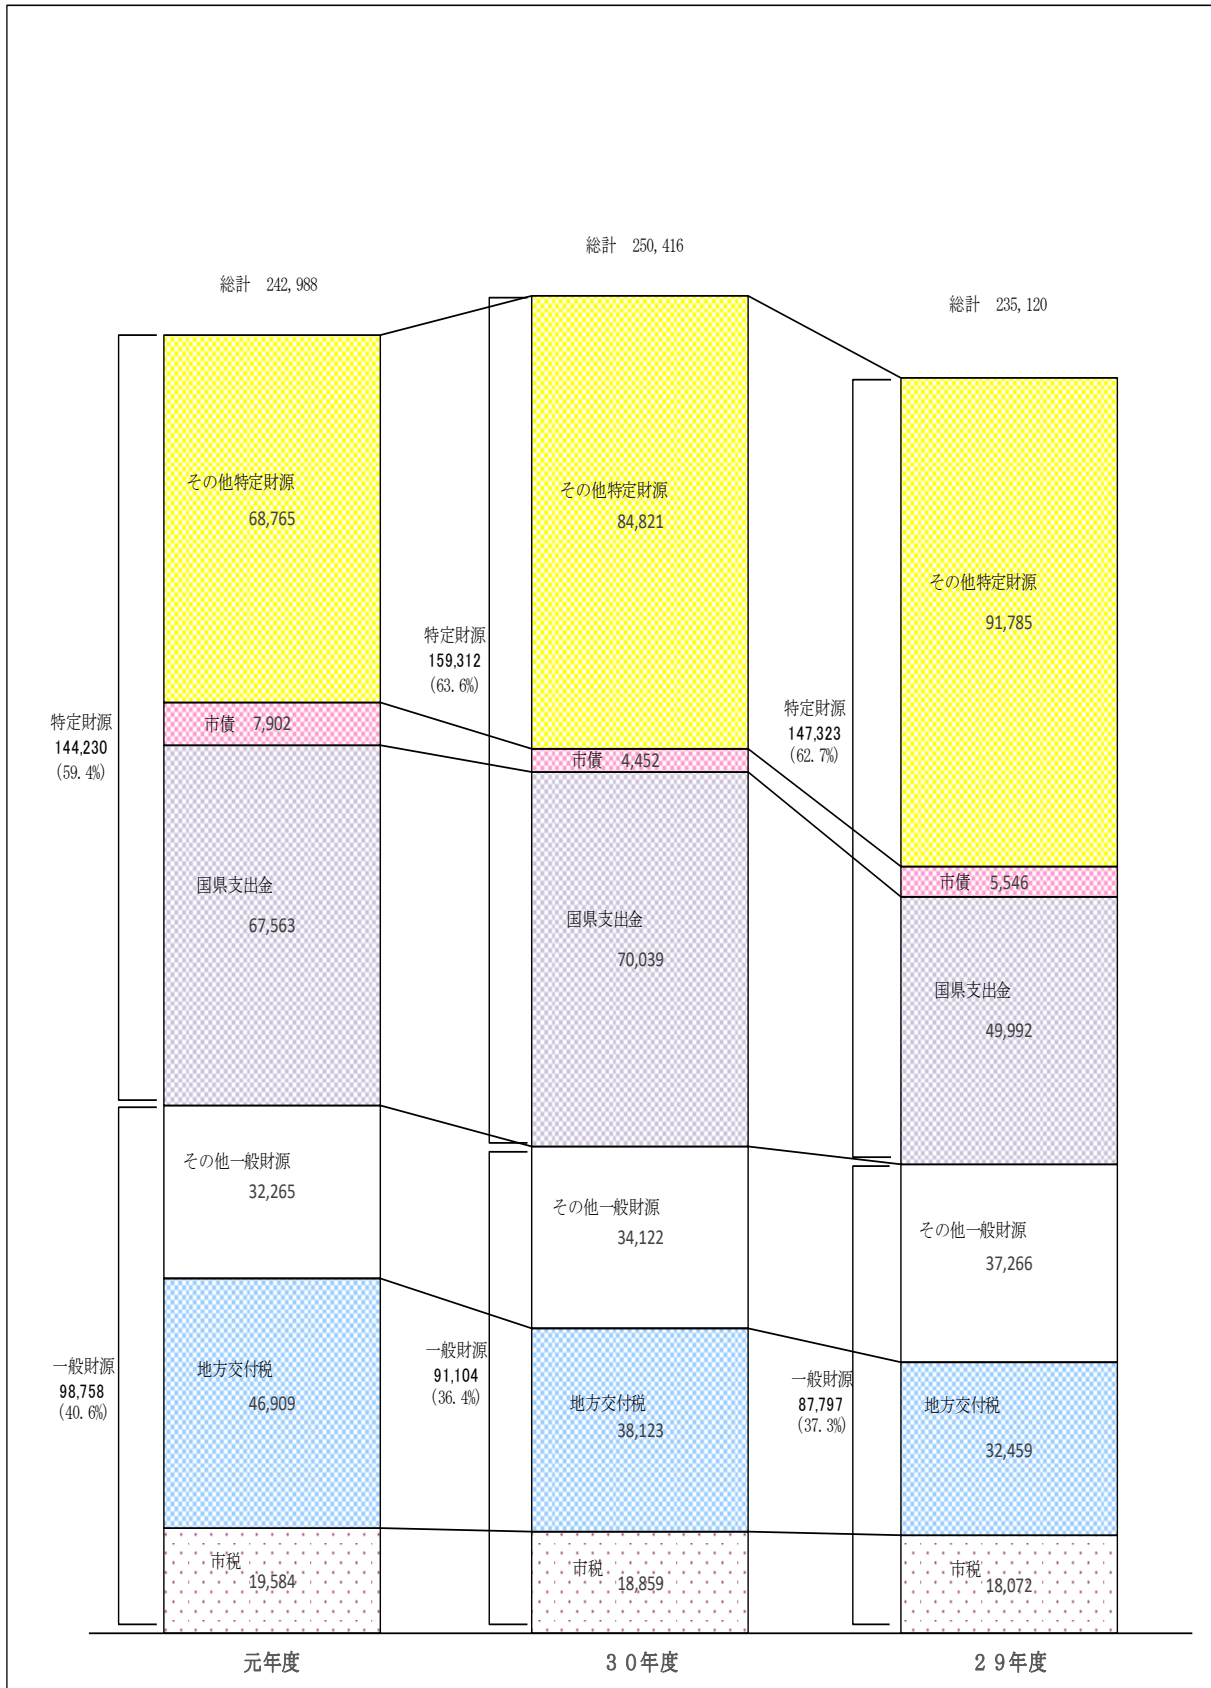 総計 242,988
その他特定財源
68,765
市債 7,902
特定財源
144,230
(59.4%)
国県支出金
67,563
その他一般財源
32,265
一般財源
98,758
(40.6%)
地方交付税
46,909
市税
19,584
元年度
総計 250,416
その他特定財源
84,821
特定財源
159,312
(63.6%)
市債 4,452
国県支出金
70,039
その他一般財源
34,122
一般財源
91,104
(36.4%)
地方交付税
38,123
市税
18,859
30年度
総計 235,120
その他特定財源
91,785
特定財源
147,323
(62.7%)
市債 5,546
国県支出金
49,992
その他一般財源
37,266
一般財源
87,797
(37.3%)
地方交付税
32,459
市税
18,072
29年度